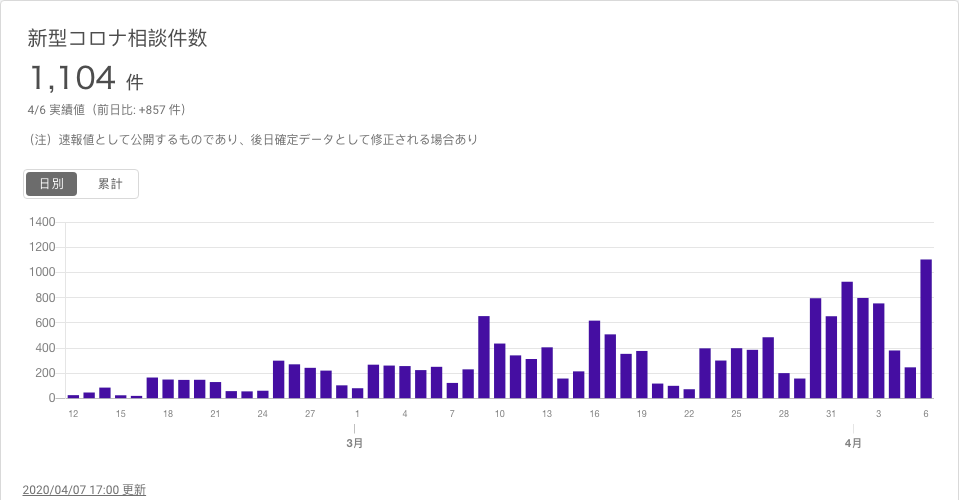 新型コロナ相談件数
1,104 件
4/6 実績値（前日比: +857 件）
（注）速報値として公開するものであり、後日確定データとして修正される場合あり
日別 累計
1400
1200
1000
800
600
400
200
0
12 15 18 21 24 27 1 4 7 10 13 16 19 22 25 28 31 3 6
3月 4月
2020/04/07 17:00 更新